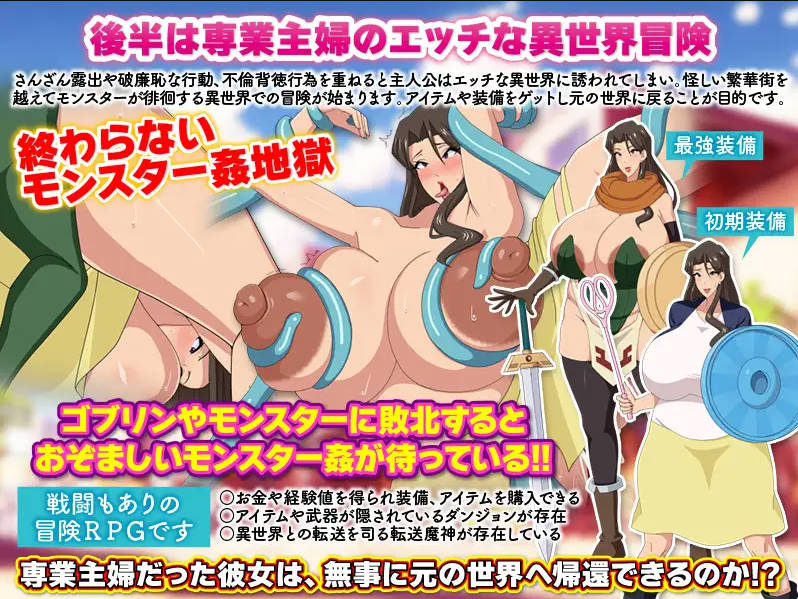 後半は専業主婦のエッチな異世界冒険
さんざん露出や破廉恥な行動、不倫背徳行為を重ねると主人公はエッチな異世界に誘われてしまい。怪しい繁華街を
越えてモンスターが徘徊する異世界での冒険が始まります。アイテムや装備をゲットし元の世界に戻ることが目的です。
終わらない
モンスター姦地獄
最強装備
初期装備
ゴブリンやモンスターに敗北すると
おぞましいモンスター姦が待っている!!
戦闘もありの
冒険RPGです
○お金や経験値を得られ装備、アイテムを購入できる
○アイテムや武器が隠されているダンジョンが存在
○異世界との転送を司る転送魔神が存在している
専業主婦だった彼女は、無事に元の世界へ帰還できるのか!?